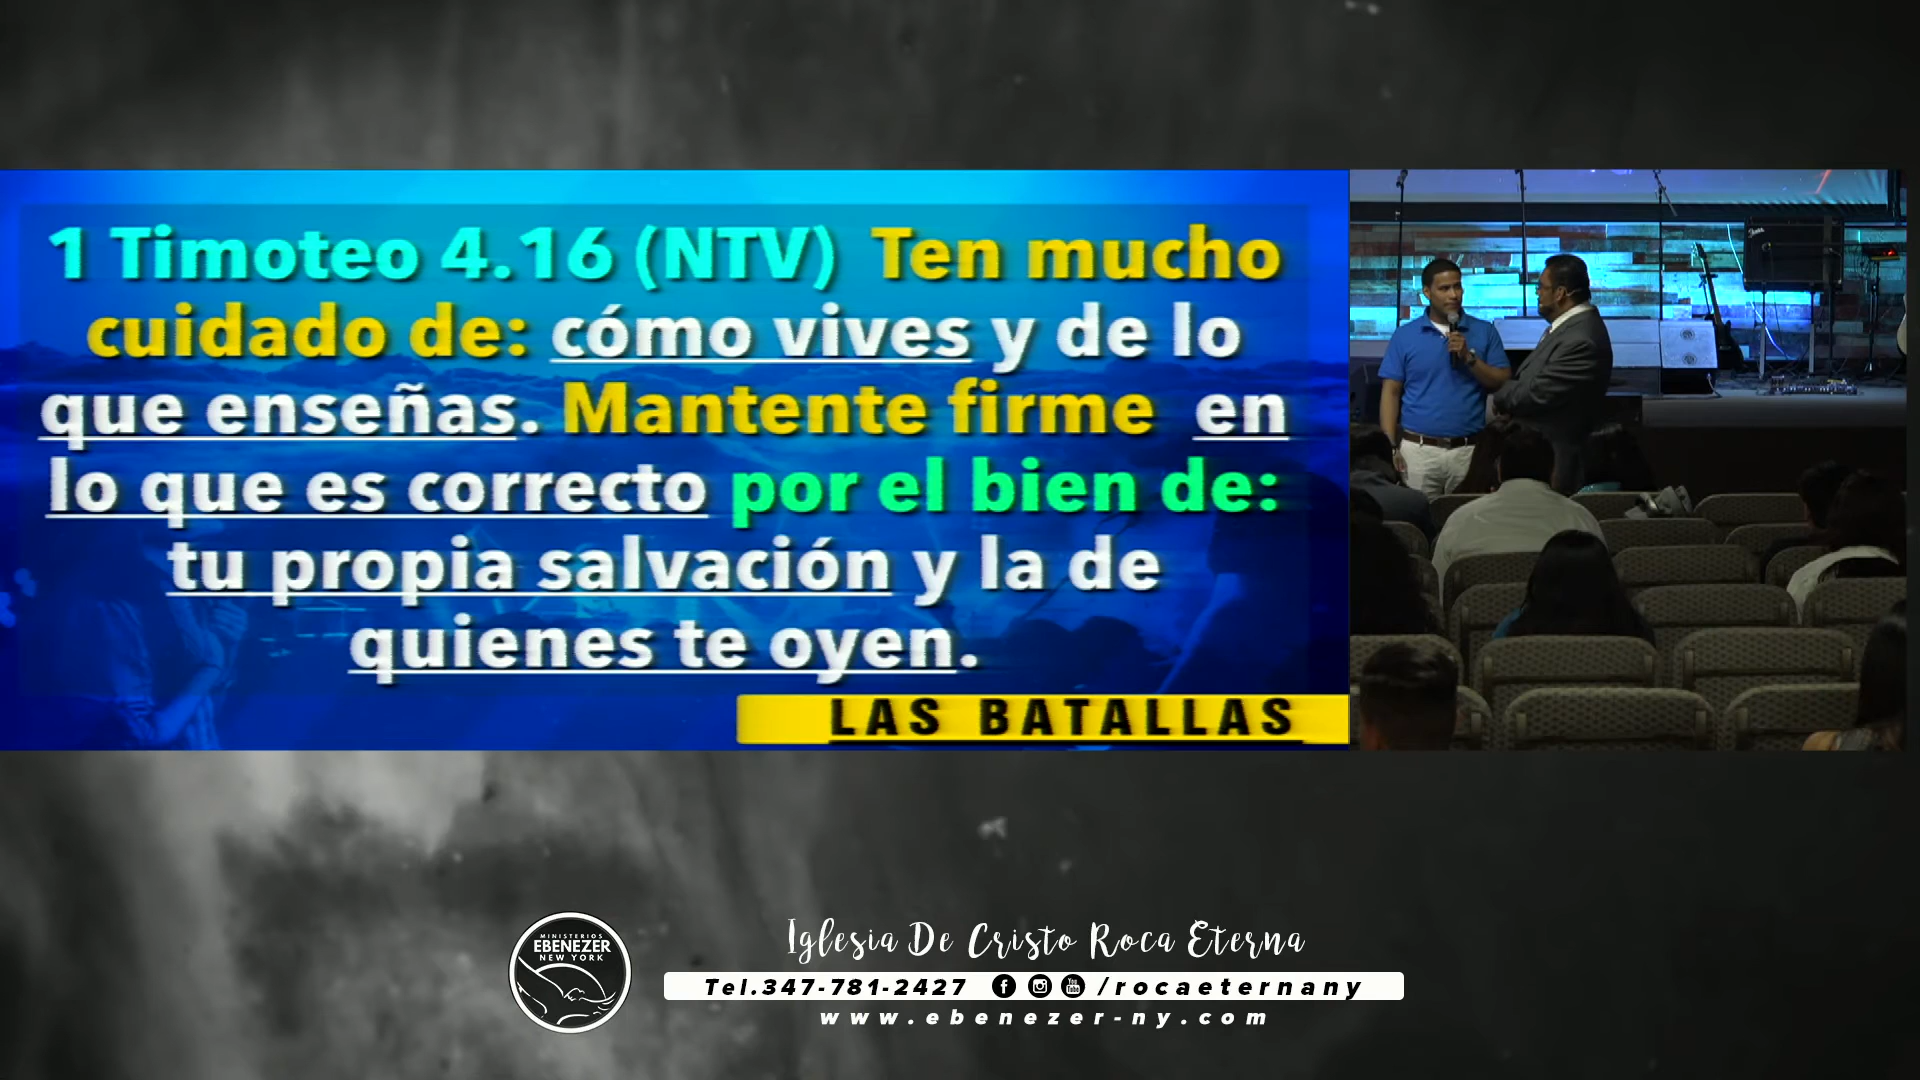 1 Timoteo 4.16 (NTV) Ten mucho
cuidado de: cómo vives y de lo
que enseñas. Mantente firme en
lo que es correcto por el bien de:
tu propia salvación y la de
quienes te oyen.
LAS BATALLAS
MINISTERIOS
EBENEZER
NEW YORK
Iglesia De Cristo Roca Eterna
Tel.347-781-2427 /rocaeternany
www.ebenezer-ny.com